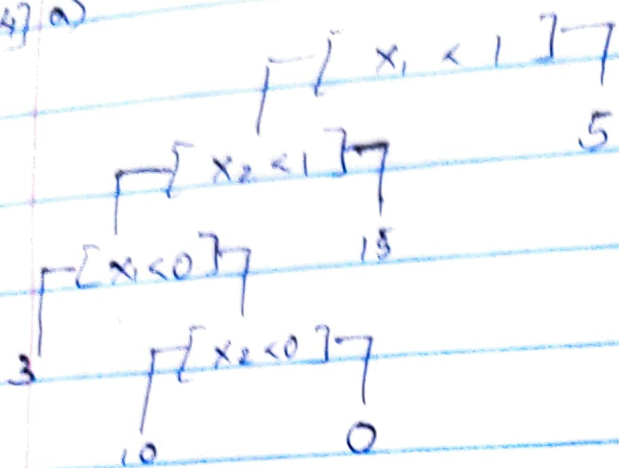 4) a)
[ x₁ < 1 ]
5
[ x₂ < 1 ]
15
[ x₁ < 0 ]
3
[ x₂ < 0 ]
10
0